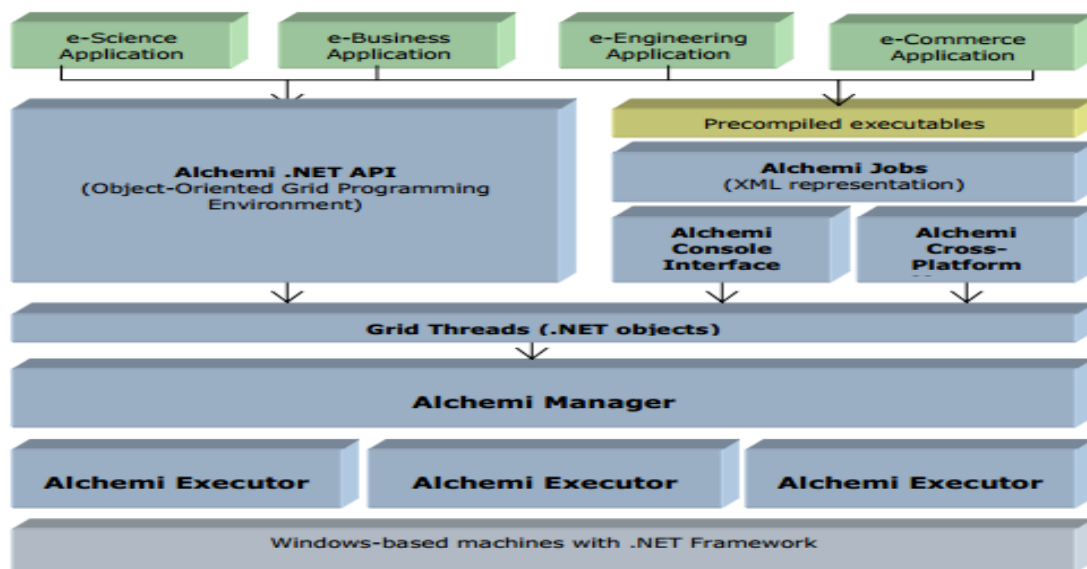 e-Science
Application
e-Business
Application
e-Engineering
Application
e-Commerce
Application
Precompiled executables
Alchemi .NET API
(Object-Oriented Grid Programming
Environment)
Alchemi Jobs
(XML representation)
Alchemi
Console
Interface
Alchemi
Cross-
Platform
Grid Threads (.NET objects)
Alchemi Manager
Alchemi Executor
Alchemi Executor
Alchemi Executor
Windows-based machines with .NET Framework